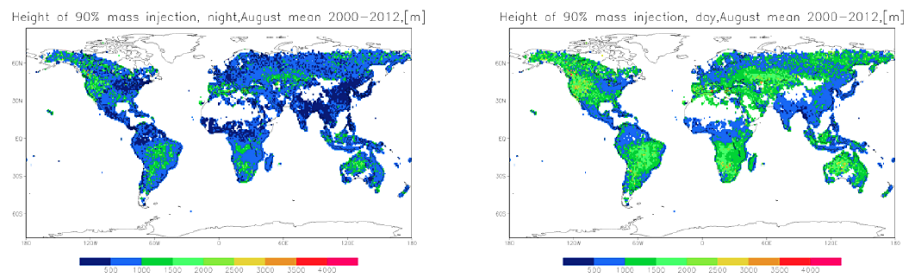 Height of 90% mass injection, night,August mean 2000–2012,[m]
Height of 90% mass injection, day,August mean 2000–2012,[m]
60N
30N
EQ
30S
60S
180 120W 60W 0 60E 120E 180
500 1000 1500 2000 2500 3000 3500 4000
60N
30N
EQ
30S
60S
180 120W 60W 0 60E 120E 180
500 1000 1500 2000 2500 3000 3500 4000